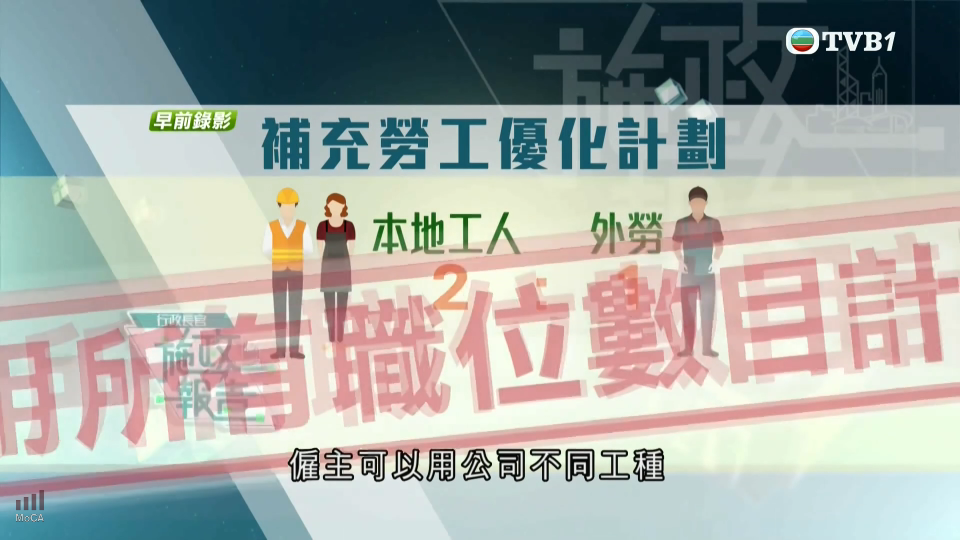 TVB1
施政
早前錄影
補充勞工優化計劃
本地工人 外勞
2 : 1
行政長官
施政
報告
用所有職位數目計
僱主可以用公司不同工種
MoCA